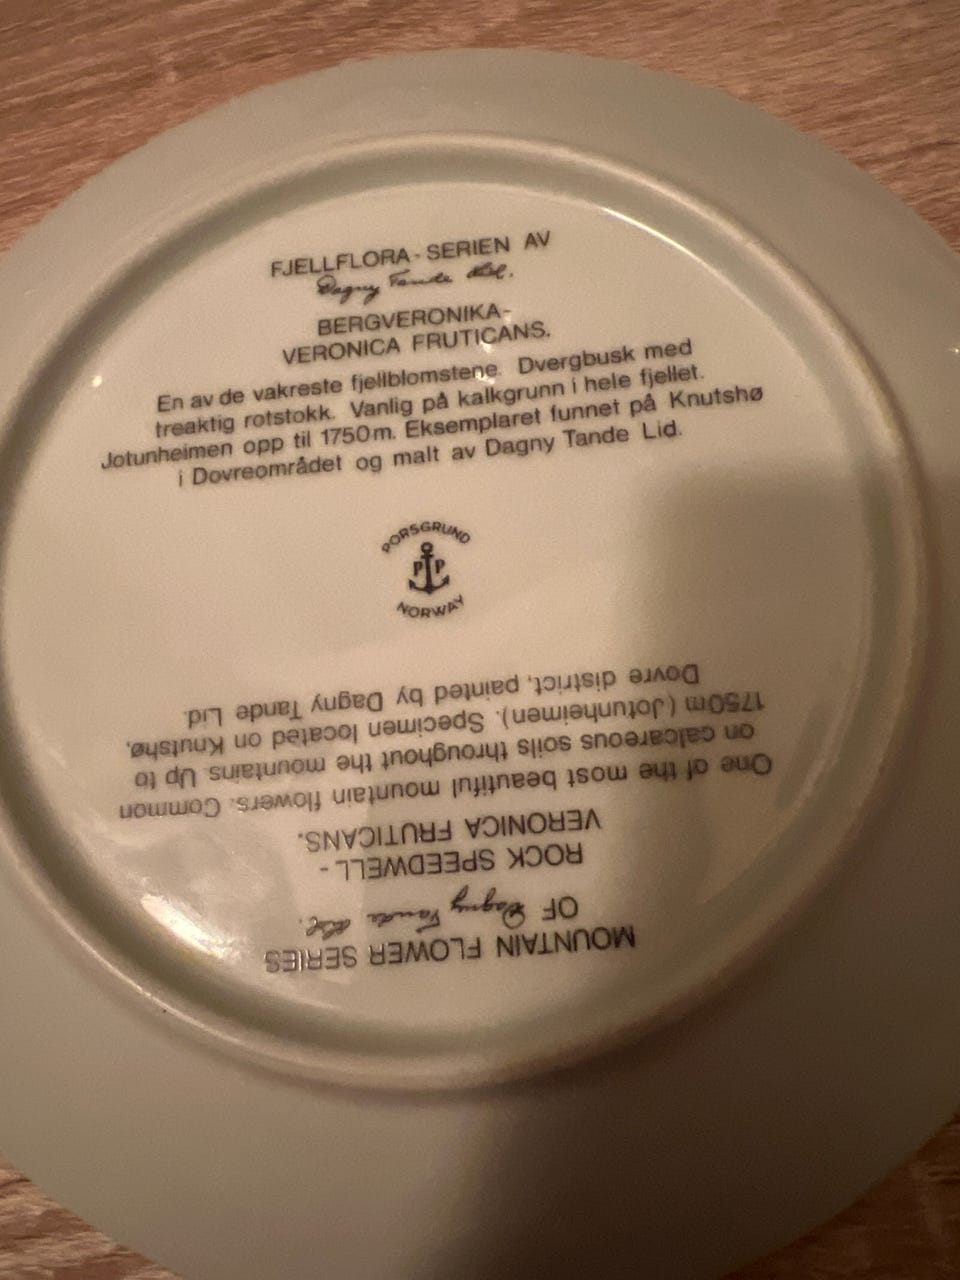 FJELLFLORA-SERIEN AV
Dagny Tande Lid.
BERGVERONIKA-
VERONICA FRUTICANS.
En av de vakreste fjellblomstene. Dvergbusk med
treaktig rotstokk. Vanlig på kalkgrunn i hele fjellet.
Jotunheimen opp til 1750m. Eksemplaret funnet på Knutshø
i Dovreområdet og malt av Dagny Tande Lid.
PORSGRUND
P P
NORWAY
MOUNTAIN FLOWER SERIES
OF Dagny Tande Lid.
ROCK SPEEDWELL-
VERONICA FRUTICANS.
One of the most beautiful mountain flowers. Common
on calcareous soils throughout the mountains. Up to
1750m (Jotunheimen). Specimen located on Knutshø,
Dovre district, painted by Dagny Tande Lid.